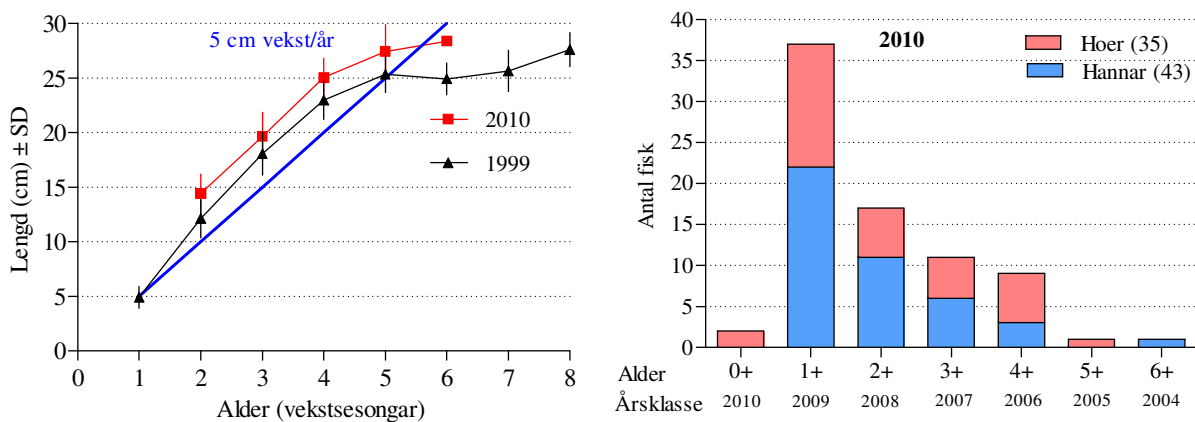 30
25
20
15
10
5
0
Lengd (cm) ± SD
5 cm vekst/år
2010
1999
0 1 2 3 4 5 6 7 8
Alder (vekstsesongar)
2010
Hoer (35)
Hannar (43)
40
35
30
25
20
15
10
5
0
Antal fisk
Alder 0+ 1+ 2+ 3+ 4+ 5+ 6+
Årsklasse 2010 2009 2008 2007 2006 2005 2004